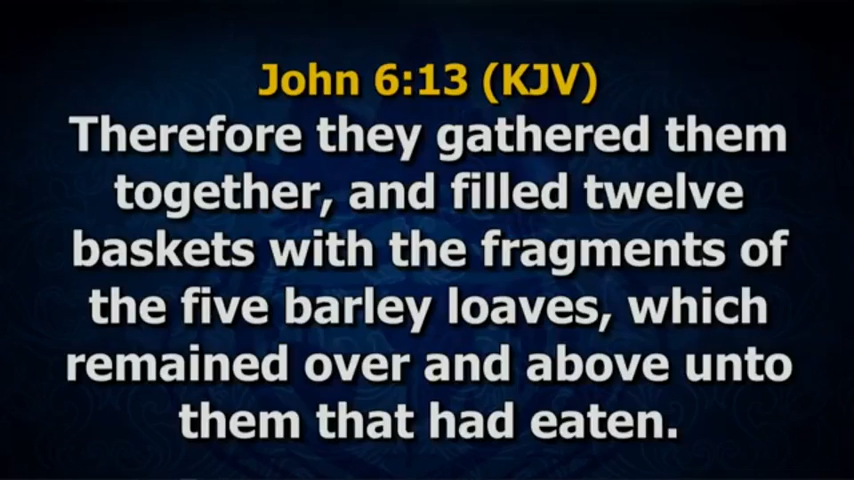 John 6:13 (KJV)
Therefore they gathered them
together, and filled twelve
baskets with the fragments of
the five barley loaves, which
remained over and above unto
them that had eaten.